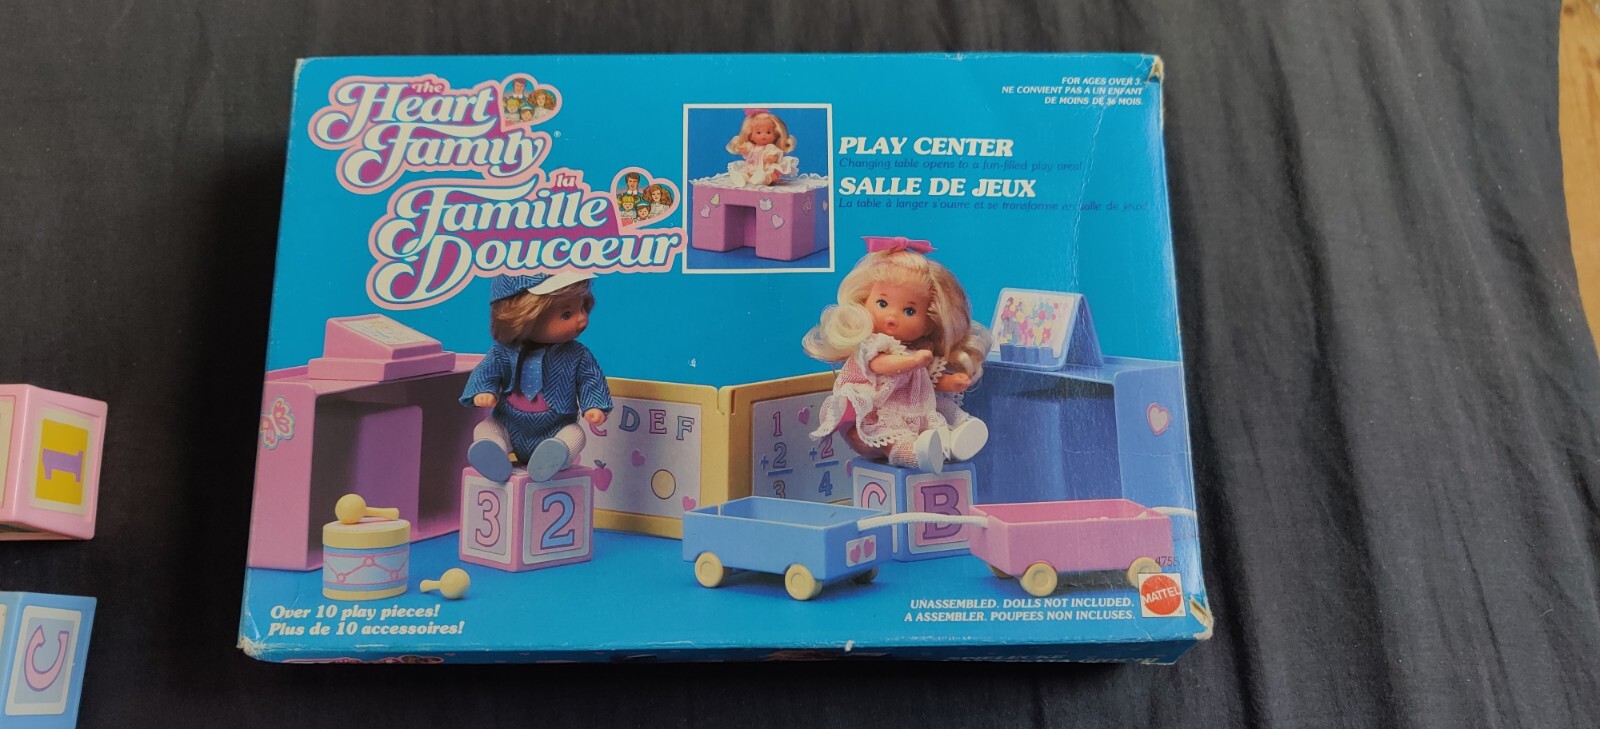 The
Heart
Family®
la
Famille
Doucœur
FOR AGES OVER 3.
NE CONVIENT PAS A UN ENFANT
DE MOINS DE 36 MOIS.
PLAY CENTER
Changing table opens to a fun-filled play area!
SALLE DE JEUX
La table à langer s'ouvre et se transforme en salle de jeux!
C D E F
1
+2
3
2
+2
4
3 2
C B
1
C
Over 10 play pieces!
Plus de 10 accessoires!
UNASSEMBLED. DOLLS NOT INCLUDED.
A ASSEMBLER. POUPEES NON INCLUSES.
4755
MATTEL